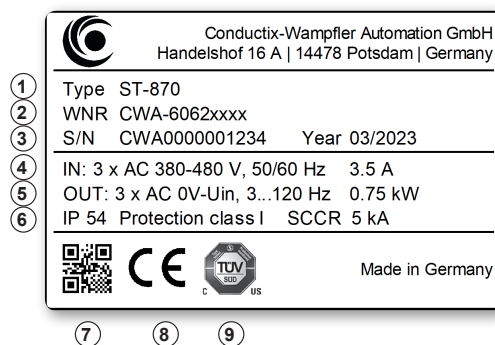 Conductix-Wampfler Automation GmbH
Handelshof 16 A | 14478 Potsdam | Germany
1 Type ST-870
2 WNR CWA-6062xxxx
3 S/N CWA0000001234 Year 03/2023
4 IN: 3 x AC 380-480 V, 50/60 Hz 3.5 A
5 OUT: 3 x AC 0V-Uin, 3...120 Hz 0.75 kW
6 IP 54 Protection class I SCCR 5 kA
CE
TÜV
SÜD
C US
Made in Germany
7 8 9